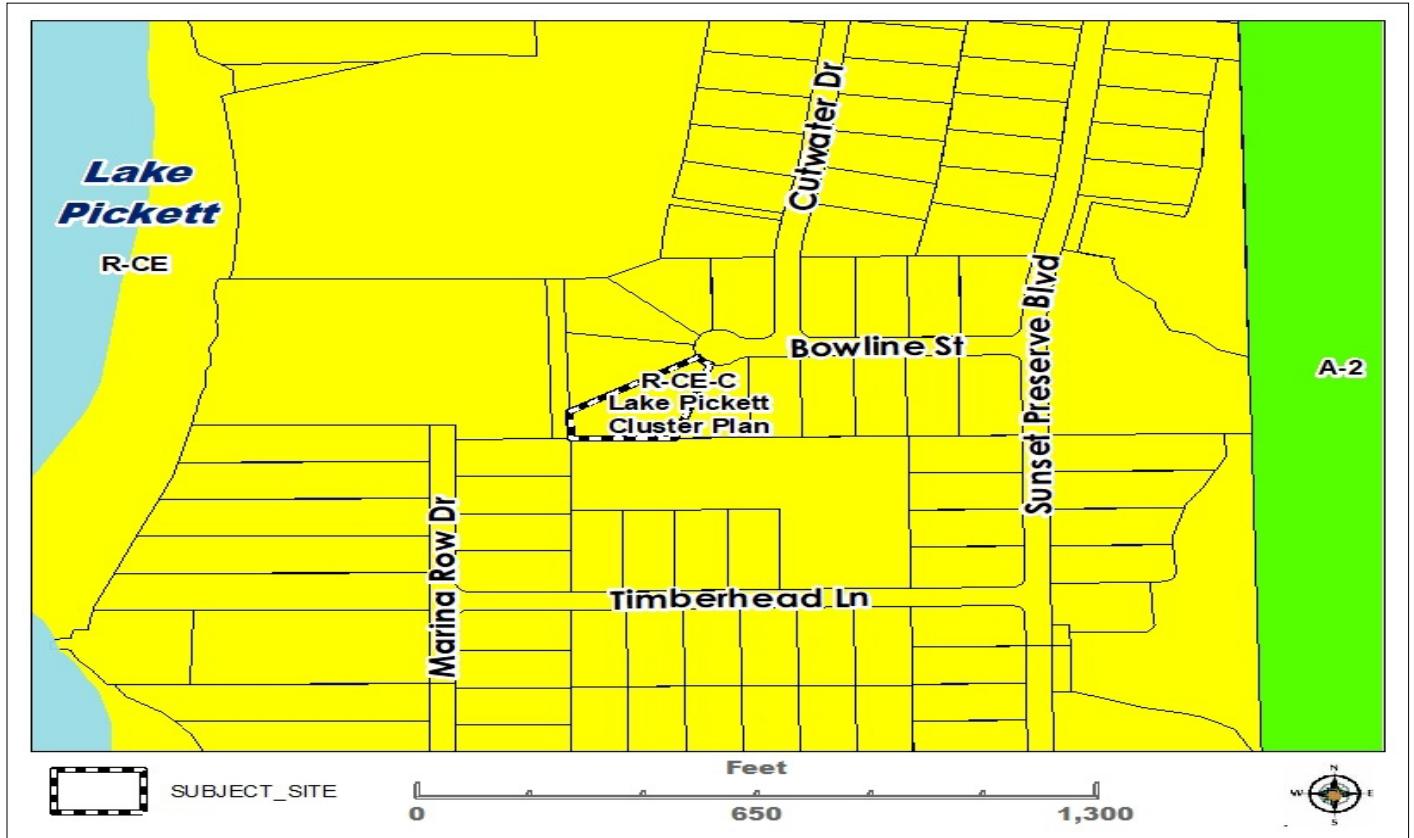 Cutwater Dr
Lake
Pickett
R-CE
Sunset Preserve Blvd
Bowline St
A-2
R-CE-C
Lake Pickett
Cluster Plan
Marina Row Dr
Timberhead Ln
SUBJECT_SITE
Feet
0 650 1,300
N
W E
S